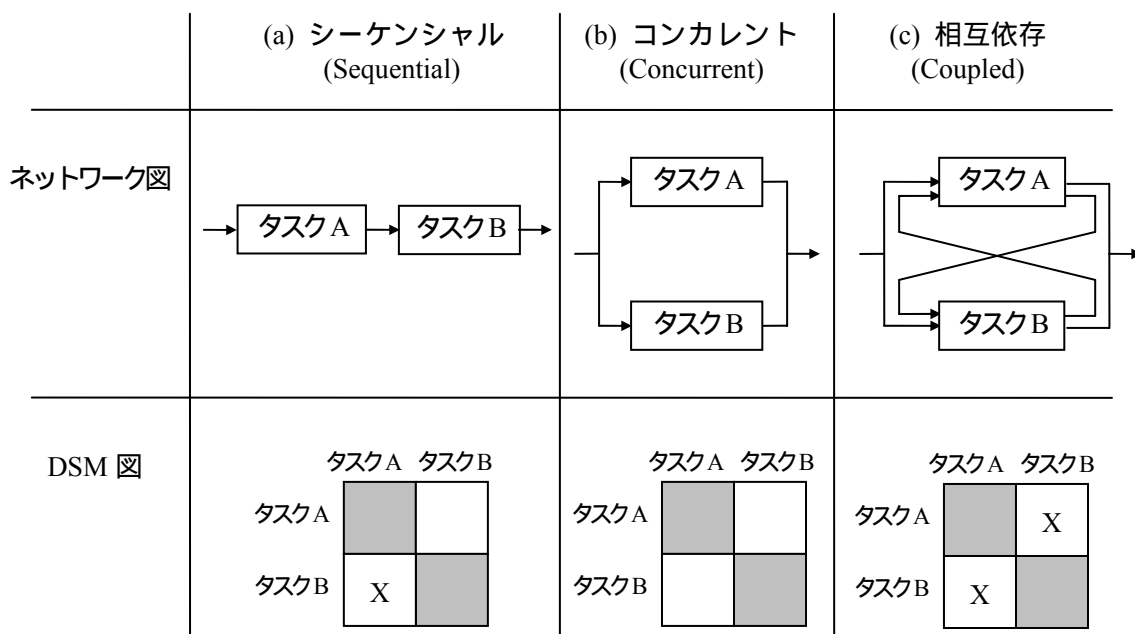 (a) シーケンシャル
(Sequential)
(b) コンカレント
(Concurrent)
(c) 相互依存
(Coupled)
ネットワーク図
タスクA
タスクB
タスクA
タスクB
タスクA
タスクB
DSM 図
タスクA タスクB
タスクA
タスクB X
タスクA タスクB
タスクA
タスクB
タスクA タスクB
タスクA X
タスクB X